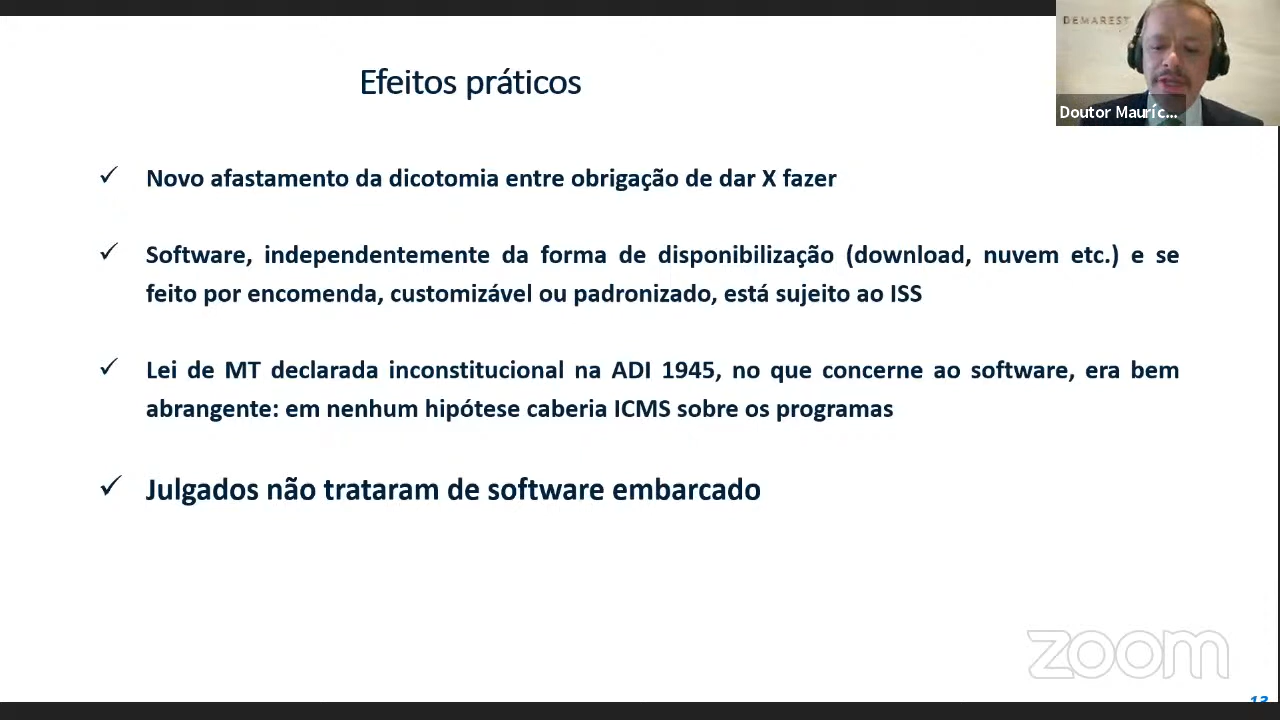 DEMAREST
Doutor Mauríc...
Efeitos práticos
✓ Novo afastamento da dicotomia entre obrigação de dar X fazer
✓ Software, independentemente da forma de disponibilização (download, nuvem etc.) e se
feito por encomenda, customizável ou padronizado, está sujeito ao ISS
✓ Lei de MT declarada inconstitucional na ADI 1945, no que concerne ao software, era bem
abrangente: em nenhum hipótese caberia ICMS sobre os programas
✓ Julgados não trataram de software embarcado
zoom
13